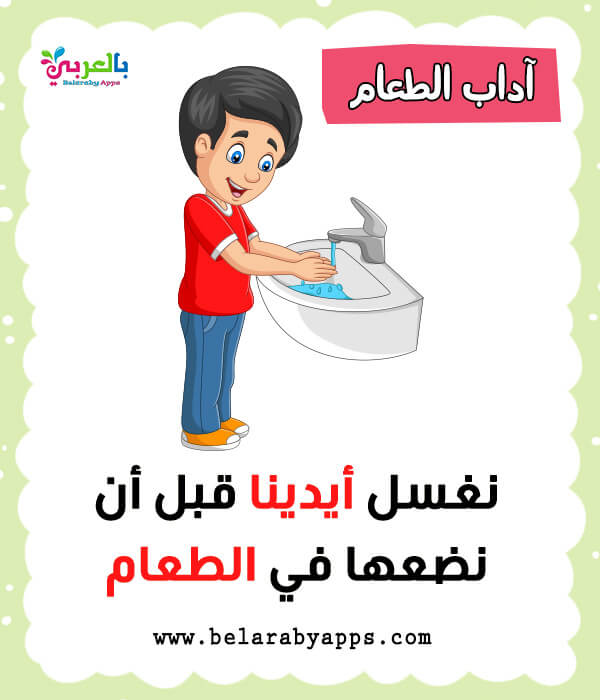 بالعربي
Belaraby Apps
آداب الطعام
نغسل أيدينا قبل أن
نضعها في الطعام
www.belarabyapps.com